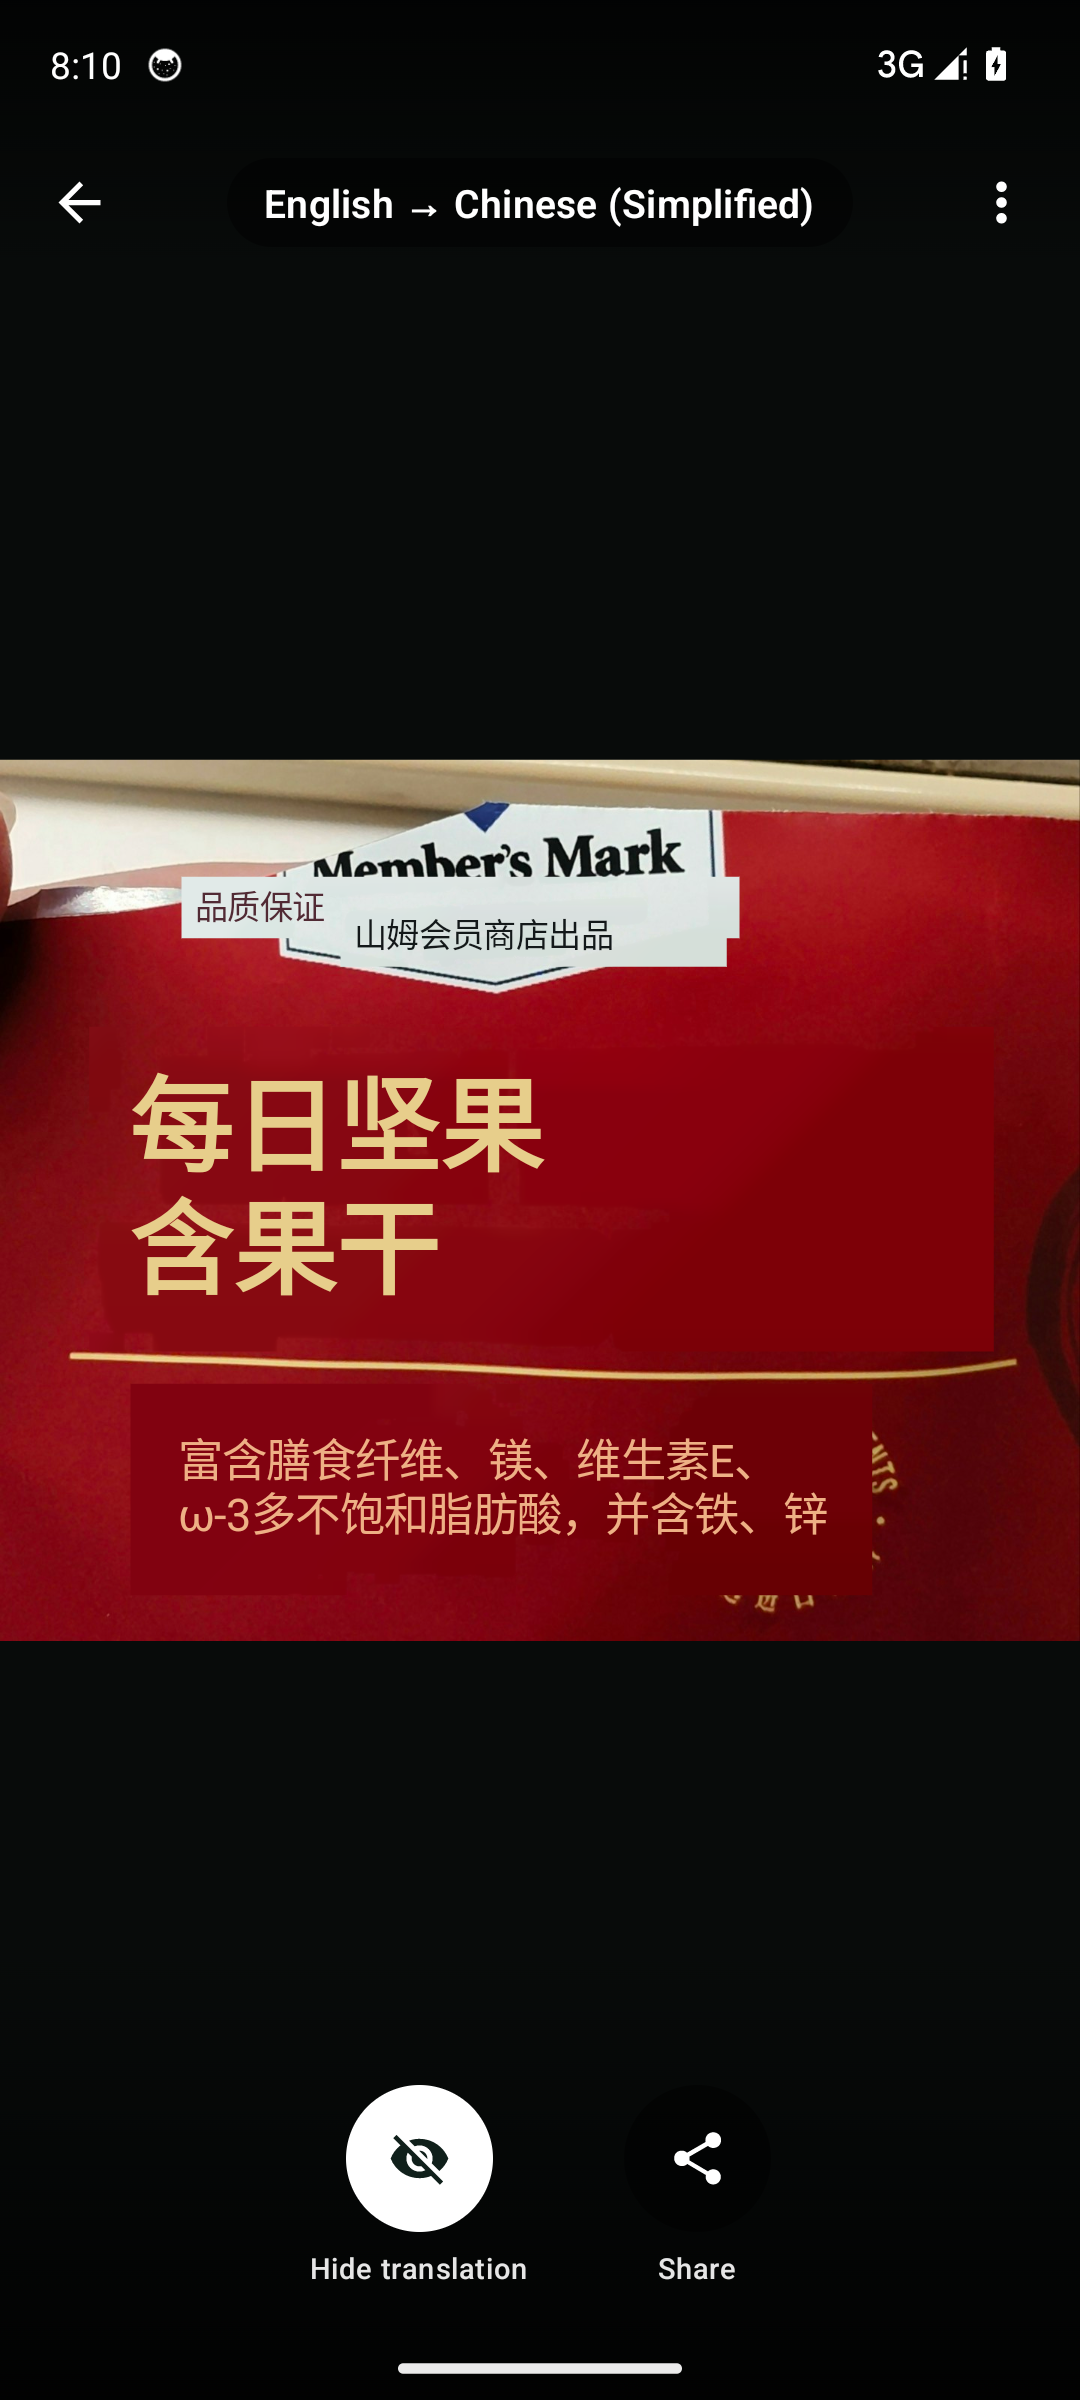 8:10
3G
English → Chinese (Simplified)
Member's Mark
品质保证
山姆会员商店出品
每日坚果
含果干
富含膳食纤维、镁、维生素E、
ω-3多不饱和脂肪酸，并含铁、锌
Hide translation
Share